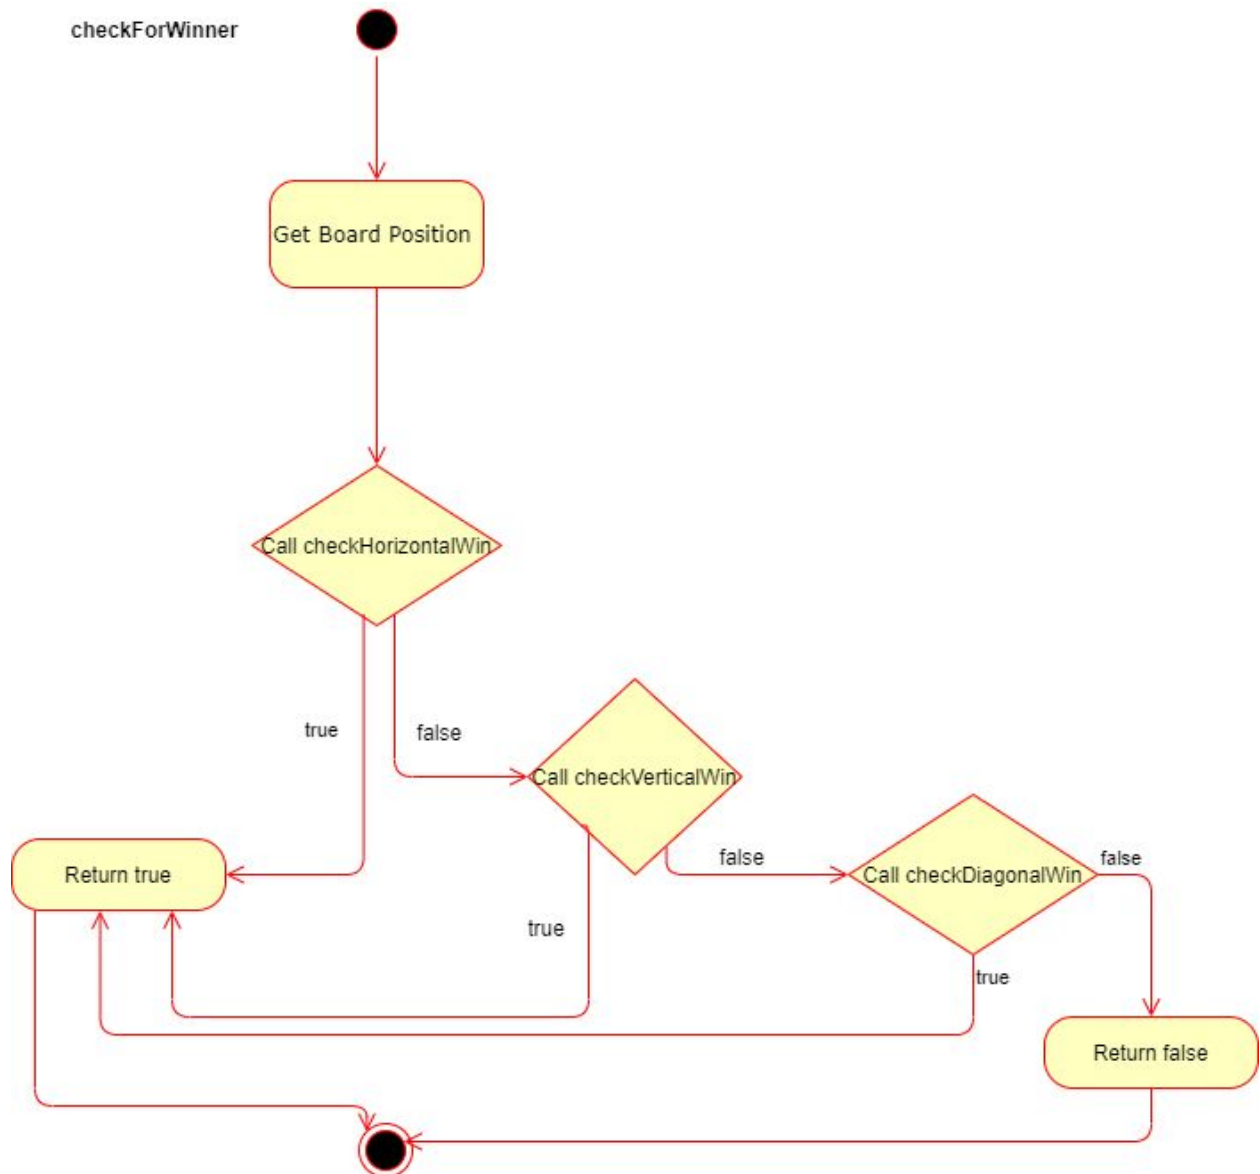 checkForWinner
Get Board Position
Call checkHorizontalWin
true
false
Call checkVerticalWin
false
true
Call checkDiagonalWin
false
true
Return true
Return false